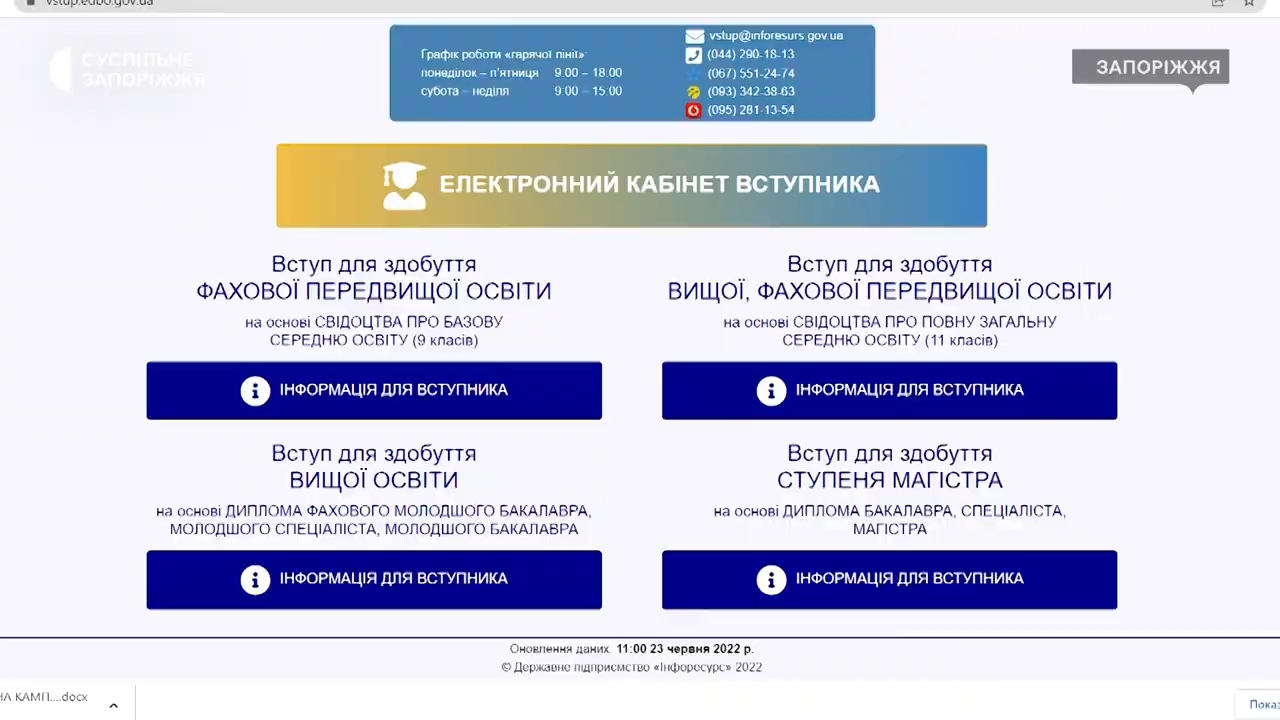 vstup.edbo.gov.ua
СУСПІЛЬНЕ
ЗАПОРІЖЖЯ
ЗАПОРІЖЖЯ
Графік роботи «гарячої лінії»:
понеділок – п'ятниця 9:00 – 18:00
субота – неділя 9:00 – 15:00
vstup@inforesurs.gov.ua
(044) 290-18-13
(067) 551-24-74
(093) 342-38-63
(095) 281-13-54
ЕЛЕКТРОННИЙ КАБІНЕТ ВСТУПНИКА
Вступ для здобуття
ФАХОВОЇ ПЕРЕДВИЩОЇ ОСВІТИ
на основі СВІДОЦТВА ПРО БАЗОВУ
СЕРЕДНЮ ОСВІТУ (9 класів)
ІНФОРМАЦІЯ ДЛЯ ВСТУПНИКА
Вступ для здобуття
ВИЩОЇ, ФАХОВОЇ ПЕРЕДВИЩОЇ ОСВІТИ
на основі СВІДОЦТВА ПРО ПОВНУ ЗАГАЛЬНУ
СЕРЕДНЮ ОСВІТУ (11 класів)
ІНФОРМАЦІЯ ДЛЯ ВСТУПНИКА
Вступ для здобуття
ВИЩОЇ ОСВІТИ
на основі ДИПЛОМА ФАХОВОГО МОЛОДШОГО БАКАЛАВРА,
МОЛОДШОГО СПЕЦІАЛІСТА, МОЛОДШОГО БАКАЛАВРА
ІНФОРМАЦІЯ ДЛЯ ВСТУПНИКА
Вступ для здобуття
СТУПЕНЯ МАГІСТРА
на основі ДИПЛОМА БАКАЛАВРА, СПЕЦІАЛІСТА,
МАГІСТРА
ІНФОРМАЦІЯ ДЛЯ ВСТУПНИКА
Оновлення даних: 11:00 23 червня 2022 р.
© Державне підприємство «Інфоресурс» 2022
НА КАМП....docx
Показ